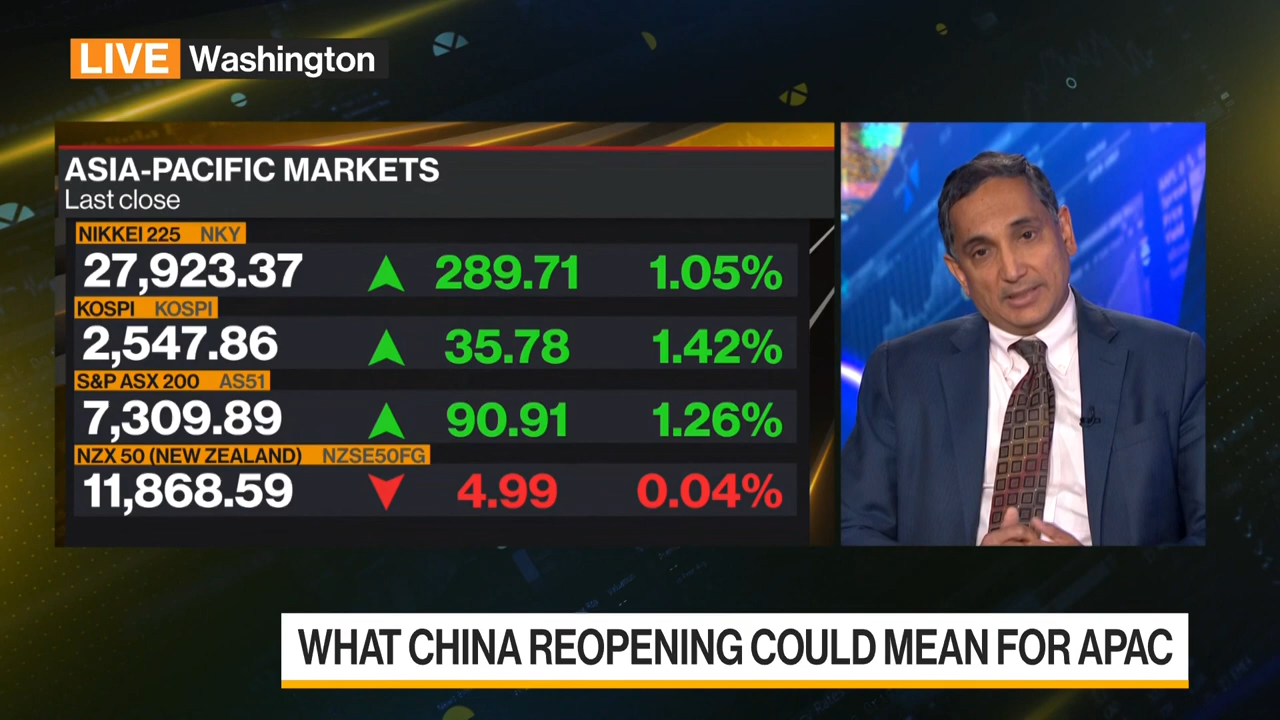 LIVE Washington
ASIA-PACIFIC MARKETS
Last close
NIKKEI 225 NKY
27,923.37 289.71 1.05%
KOSPI KOSPI
2,547.86 35.78 1.42%
S&P ASX 200 AS51
7,309.89 90.91 1.26%
NZX 50 (NEW ZEALAND) NZSE50FG
11,868.59 4.99 0.04%
WHAT CHINA REOPENING COULD MEAN FOR APAC